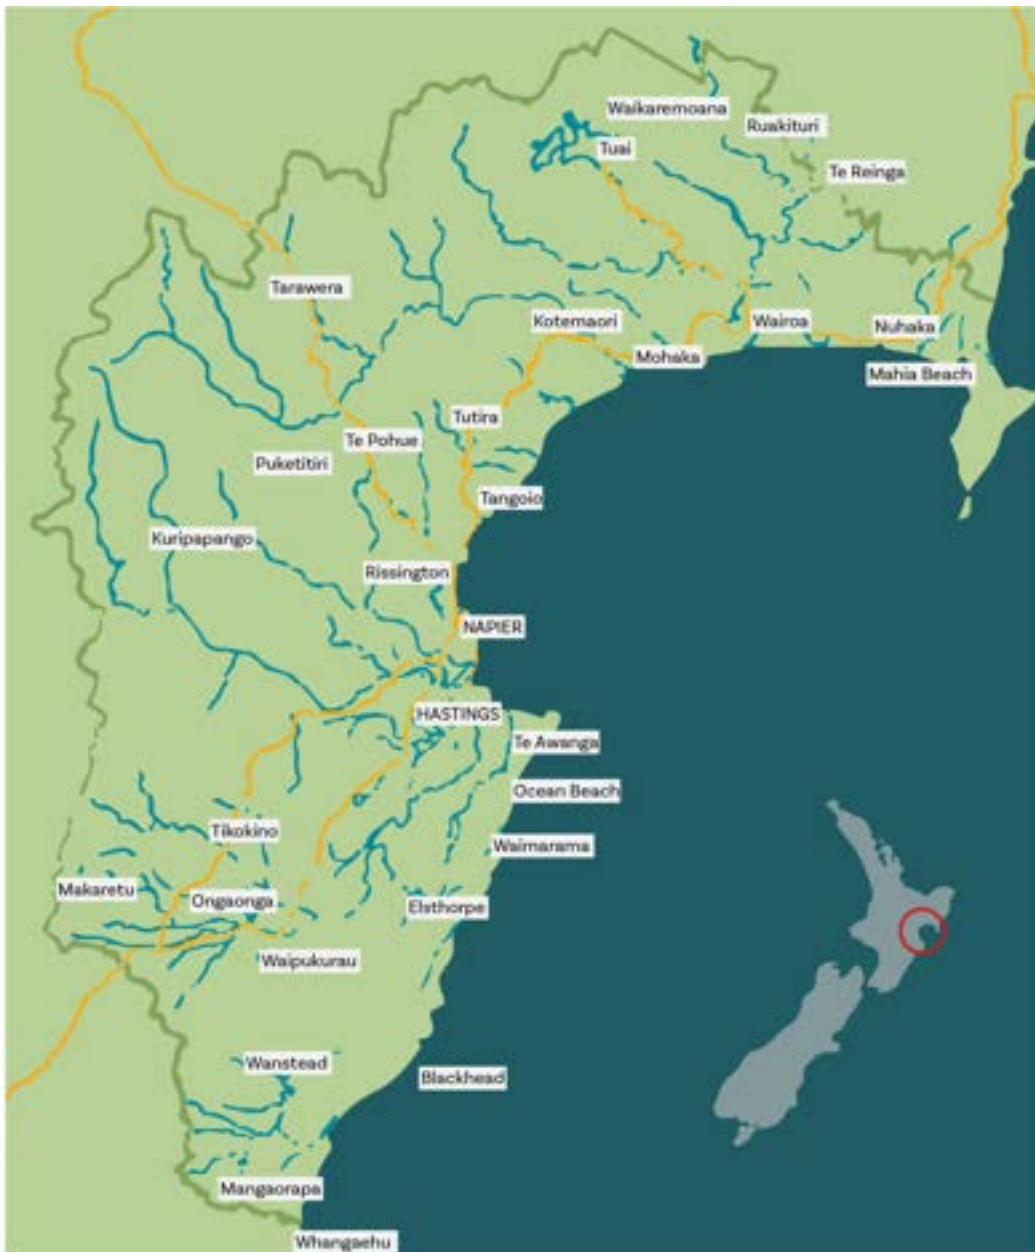 Waikaremoana
Ruakituri
Tuai
Te Reinga
Tarawera
Kotemaori
Wairoa
Nuhaka
Mohaka
Mahia Beach
Tutira
Te Pohue
Puketitiri
Tangoio
Kuripapango
Rissington
NAPIER
HASTINGS
Te Awanga
Ocean Beach
Tikokino
Waimarama
Makaretu
Ongaonga
Elsthorpe
Waipukurau
Wanstead
Blackhead
Mangaorapa
Whangaehu